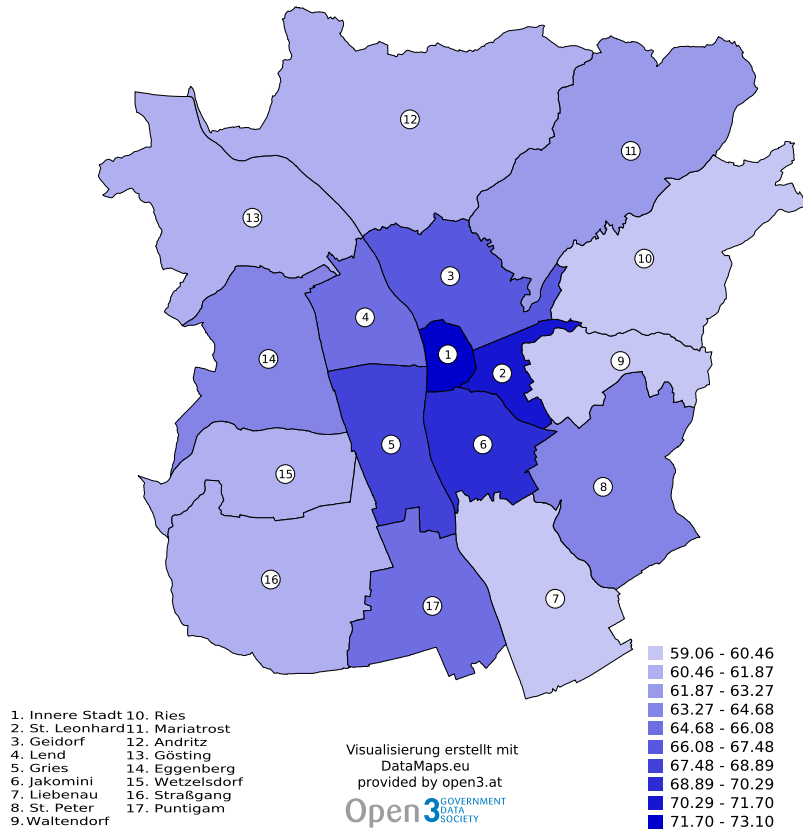 12
11
13
10
3
4
1
14
9
2
5
6
15
8
16
7
17
59.06 - 60.46
60.46 - 61.87
61.87 - 63.27
63.27 - 64.68
64.68 - 66.08
66.08 - 67.48
67.48 - 68.89
68.89 - 70.29
70.29 - 71.70
71.70 - 73.10
1. Innere Stadt
2. St. Leonhard
3. Geidorf
4. Lend
5. Gries
6. Jakomini
7. Liebenau
8. St. Peter
9. Waltendorf
10. Ries
11. Mariatrost
12. Andritz
13. Gösting
14. Eggenberg
15. Wetzelsdorf
16. Straßgang
17. Puntigam
Visualisierung erstellt mit
DataMaps.eu
provided by open3.at
Open3 GOVERNMENT
DATA
SOCIETY